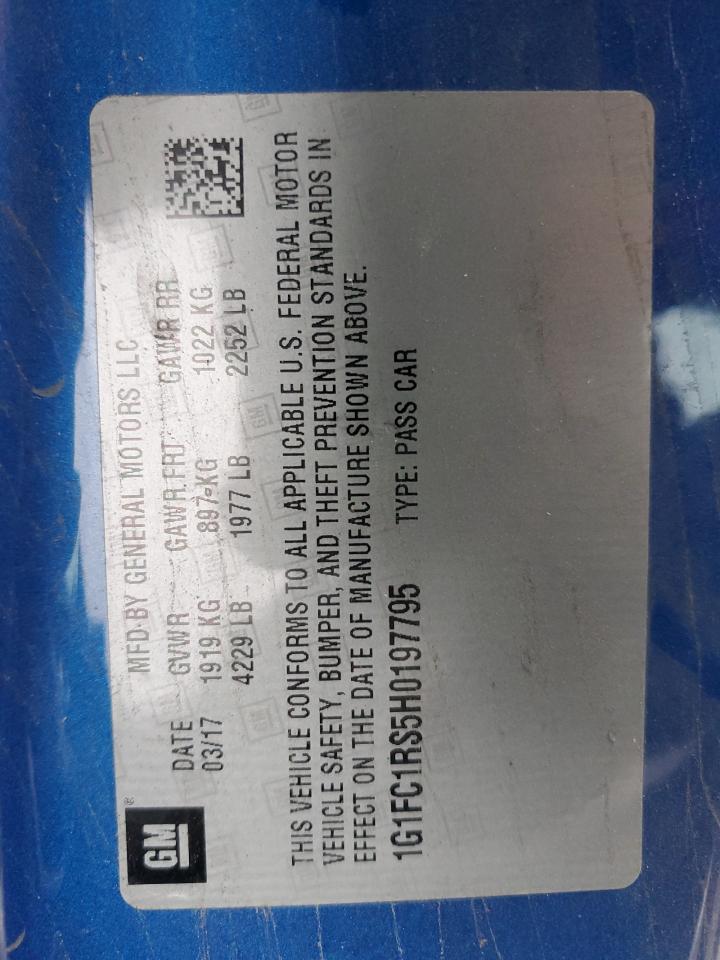 GM
MFD BY GENERAL MOTORS LLC
DATE GVWR GAWR FRT GAWR RR
03/17 1919 KG 897 KG 1022 KG
4229 LB 1977 LB 2252 LB
THIS VEHICLE CONFORMS TO ALL APPLICABLE U.S. FEDERAL MOTOR
VEHICLE SAFETY, BUMPER, AND THEFT PREVENTION STANDARDS IN
EFFECT ON THE DATE OF MANUFACTURE SHOWN ABOVE.
1G1FC1RS5H0197795 TYPE: PASS CAR